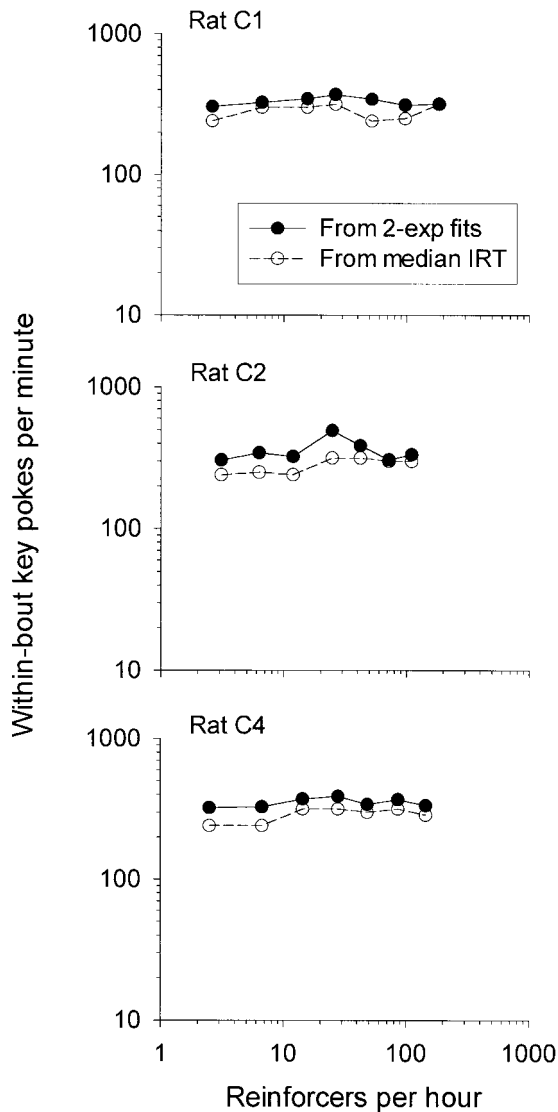 Rat C1
1000
100
10
From 2-exp fits
From median IRT
Within-bout key pokes per minute
Rat C2
1000
100
10
Rat C4
1000
100
10
1 10 100 1000
Reinforcers per hour